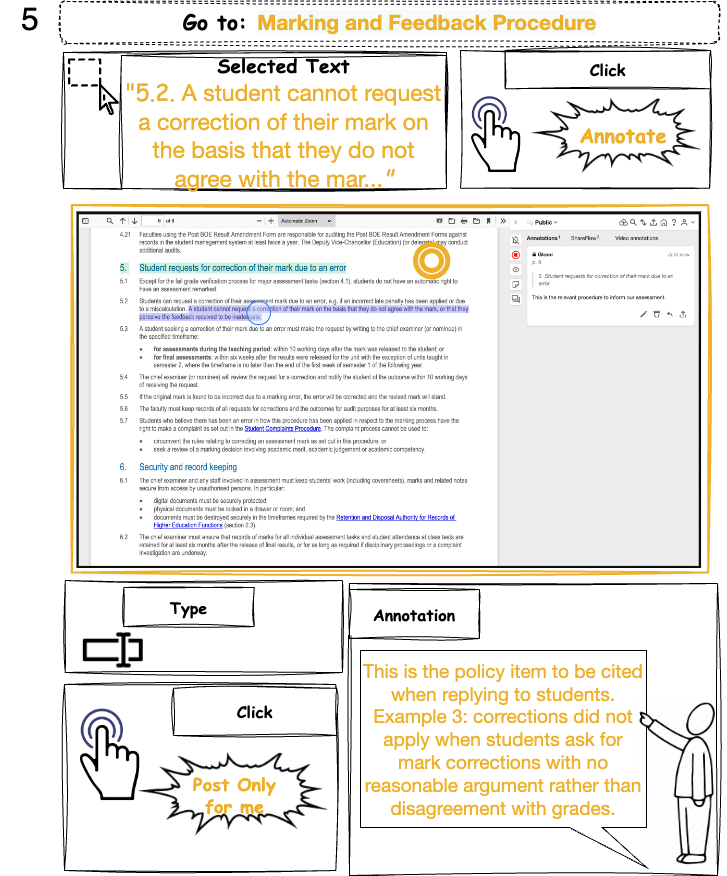 5
Go to: Marking and Feedback Procedure
Selected Text
"5.2. A student cannot request
a correction of their mark on
the basis that they do not
agree with the mar... ”
Click
Annotate
6 of 8
Automatic Zoom
4.21 Faculties using the Post BOE Result Amendment Form are responsible for auditing the Post BOE Result Amendment Forms against
records in the student management system at least twice a year. The Deputy Vice-Chancellor (Education) (or delegate) may conduct
additional audits.
5. Student requests for correction of their mark due to an error
5.1 Except for the fail grade verification process for major assessment tasks (section 4.1), students do not have an automatic right to
have an assessment remarked.
5.2 Students can request a correction of their assessment mark due to an error, e.g. if an incorrect late penalty has been applied or due
to a miscalculation. A student cannot request a correction of their mark on the basis that they do not agree with the mark, or that they
perceive the feedback received to be inadequate.
5.3 A student seeking a correction of their mark due to an error must make the request by writing to the chief examiner (or nominee) in
the specified timeframe:
• for assessments during the teaching period: within 10 working days after the mark was released to the student; or
• for final assessments: within six weeks after the results were released for the unit with the exception of units taught in
semester 2, where the timeframe is no later than the end of the first week of semester 1 of the following year.
5.4 The chief examiner (or nominee) will review the request for a correction and notify the student of the outcome within 10 working days
of receiving the request.
5.5 If the original mark is found to be incorrect due to a marking error, the error will be corrected and the revised mark will stand.
5.6 The faculty must keep records of all requests for corrections and the outcomes for audit purposes for at least six months.
5.7 Students who believe there has been an error in how this procedure has been applied in respect to the marking process have the
right to make a complaint as set out in the Student Complaints Procedure. The complaint process cannot be used to:
• circumvent the rules relating to correcting an assessment mark as set out in this procedure; or
• seek a review of a marking decision involving academic merit, academic judgement or academic competency.
6. Security and record keeping
6.1 The chief examiner and any staff involved in assessment must keep students' work (including coversheets), marks and related notes
secure from access by unauthorised persons. In particular:
• digital documents must be securely protected;
• physical documents must be locked in a drawer or room; and
• documents must be destroyed securely in the timeframes required by the Retention and Disposal Authority for Records of
Higher Education Functions (section 2.3).
6.2 The chief examiner must ensure that records of marks for all individual assessment tasks and student attendance at class tests are
retained for at least six months after the release of final results, or for as long as required if disciplinary proceedings or a complaint
investigation are underway.
Public
Annotations1 ShareFlow2 Video annotations
Giomi Just now
p. 4
5. Student requests for correction of their mark due to an
error
This is the relevant procedure to inform our assessment.
Type
Annotation
Click
Post Only
for me
This is the policy item to be cited
when replying to students.
Example 3: corrections did not
apply when students ask for
mark corrections with no
reasonable argument rather than
disagreement with grades.